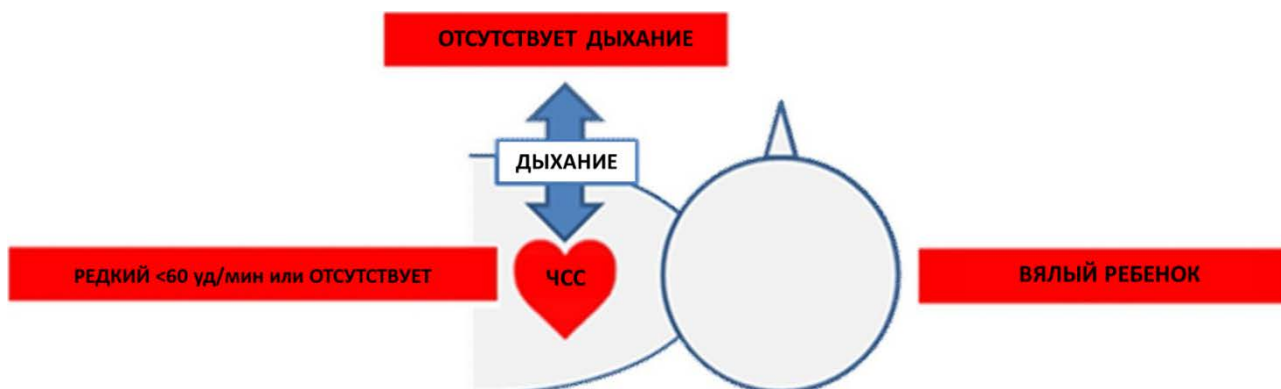 ОТСУТСТВУЕТ ДЫХАНИЕ
ДЫХАНИЕ
РЕДКИЙ <60 уд/мин или ОТСУТСТВУЕТ
ЧСС
ВЯЛЫЙ РЕБЕНОК